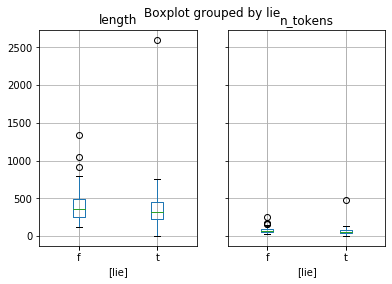 Boxplot grouped by lie
length
n_tokens
2500
2000
1500
1000
500
0
f
t
f
t
[lie]
[lie]